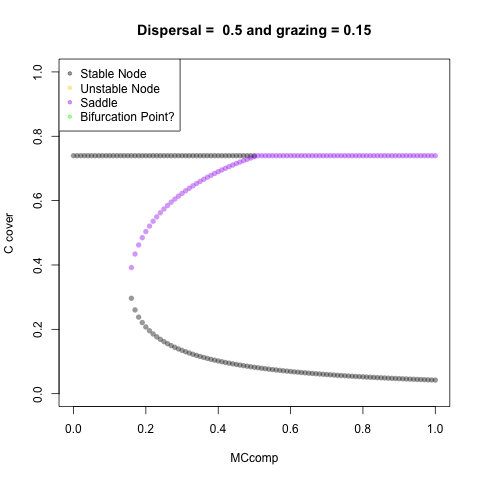 Dispersal =  0.5 and grazing = 0.15
Stable Node
Unstable Node
Saddle
Bifurcation Point?
C cover
1.0
0.8
0.6
0.4
0.2
0.0
0.0 0.2 0.4 0.6 0.8 1.0
MCcomp